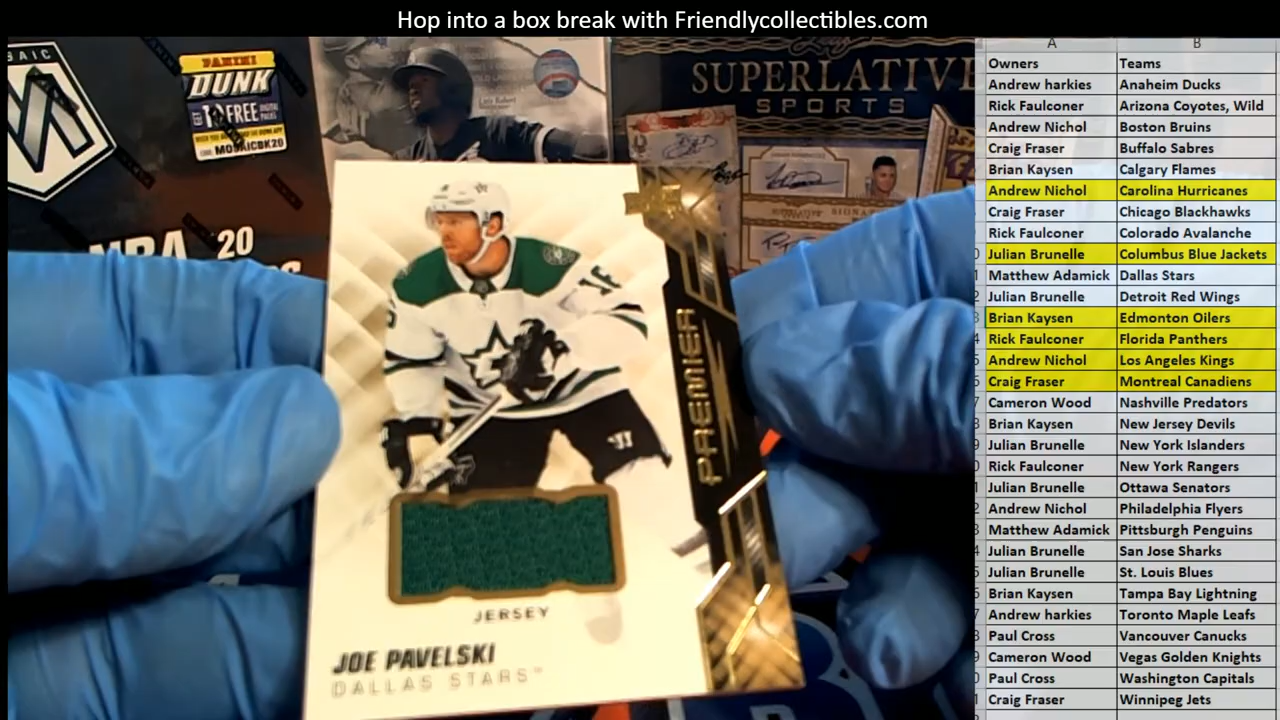 Hop into a box break with Friendlycollectibles.com
A B
Owners Teams
Andrew harkies Anaheim Ducks
Rick Faulconer Arizona Coyotes, Wild
Andrew Nichol Boston Bruins
Craig Fraser Buffalo Sabres
Brian Kaysen Calgary Flames
Andrew Nichol Carolina Hurricanes
Craig Fraser Chicago Blackhawks
Rick Faulconer Colorado Avalanche
Julian Brunelle Columbus Blue Jackets
Matthew Adamick Dallas Stars
Julian Brunelle Detroit Red Wings
Brian Kaysen Edmonton Oilers
Rick Faulconer Florida Panthers
Andrew Nichol Los Angeles Kings
Craig Fraser Montreal Canadiens
Cameron Wood Nashville Predators
Brian Kaysen New Jersey Devils
Julian Brunelle New York Islanders
Rick Faulconer New York Rangers
Julian Brunelle Ottawa Senators
Andrew Nichol Philadelphia Flyers
Matthew Adamick Pittsburgh Penguins
Julian Brunelle San Jose Sharks
Julian Brunelle St. Louis Blues
Brian Kaysen Tampa Bay Lightning
Andrew harkies Toronto Maple Leafs
Paul Cross Vancouver Canucks
Cameron Wood Vegas Golden Knights
Paul Cross Washington Capitals
Craig Fraser Winnipeg Jets
PANINI
DUNK
FREE
SUPERLATIVE
SPORTS
NBA 20
16
PREMIER
JERSEY
JOE PAVELSKI
DALLAS STARS™